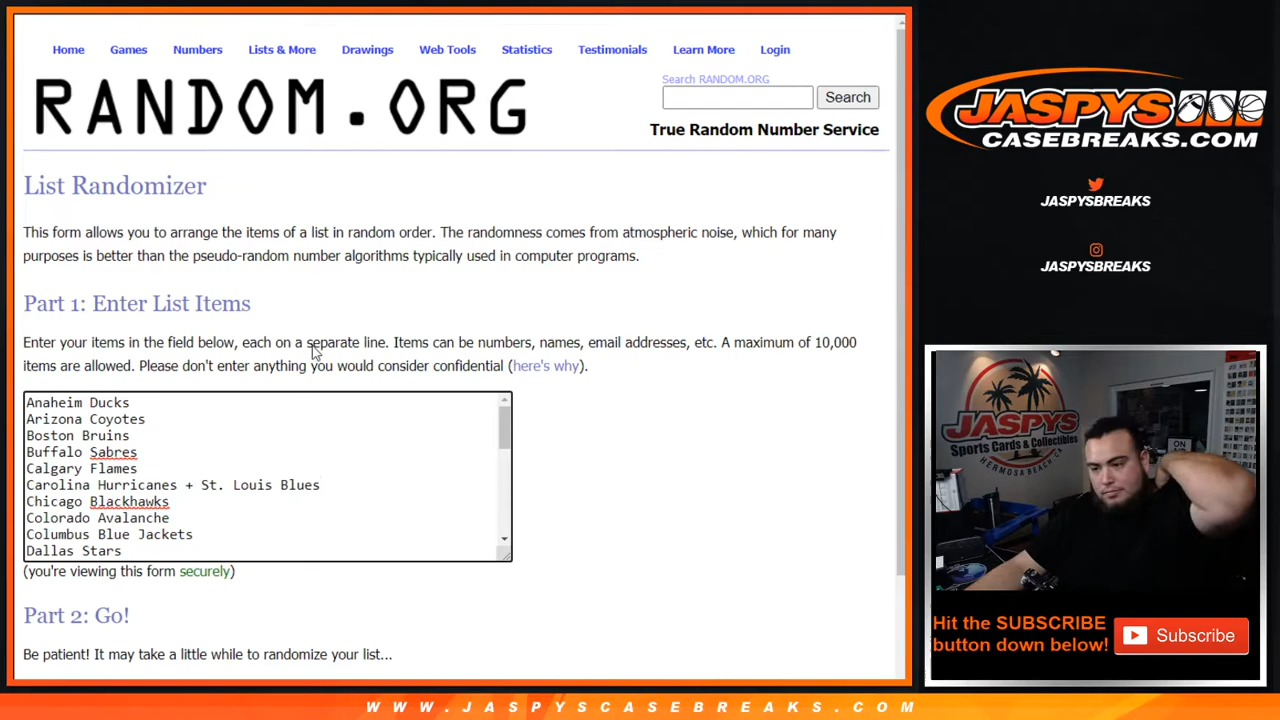 Home Games Numbers Lists & More Drawings Web Tools Statistics Testimonials Learn More Login
RANDOM.ORG
Search RANDOM.ORG
Search
True Random Number Service
List Randomizer
This form allows you to arrange the items of a list in random order. The randomness comes from atmospheric noise, which for many
purposes is better than the pseudo-random number algorithms typically used in computer programs.
Part 1: Enter List Items
Enter your items in the field below, each on a separate line. Items can be numbers, names, email addresses, etc. A maximum of 10,000
items are allowed. Please don't enter anything you would consider confidential (here's why).
Anaheim Ducks
Arizona Coyotes
Boston Bruins
Buffalo Sabres
Calgary Flames
Carolina Hurricanes + St. Louis Blues
Chicago Blackhawks
Colorado Avalanche
Columbus Blue Jackets
Dallas Stars
(you're viewing this form securely)
Part 2: Go!
Be patient! It may take a little while to randomize your list...
JASPYS
CASEBREAKS.COM
JASPYSBREAKS
JASPYSBREAKS
JASPYS
Sports Cards & Collectibles
HERMOSA BEACH, CA
ON
Hit the SUBSCRIBE
button down below!
Subscribe
WWW.JASPYSCASEBREAKS.COM